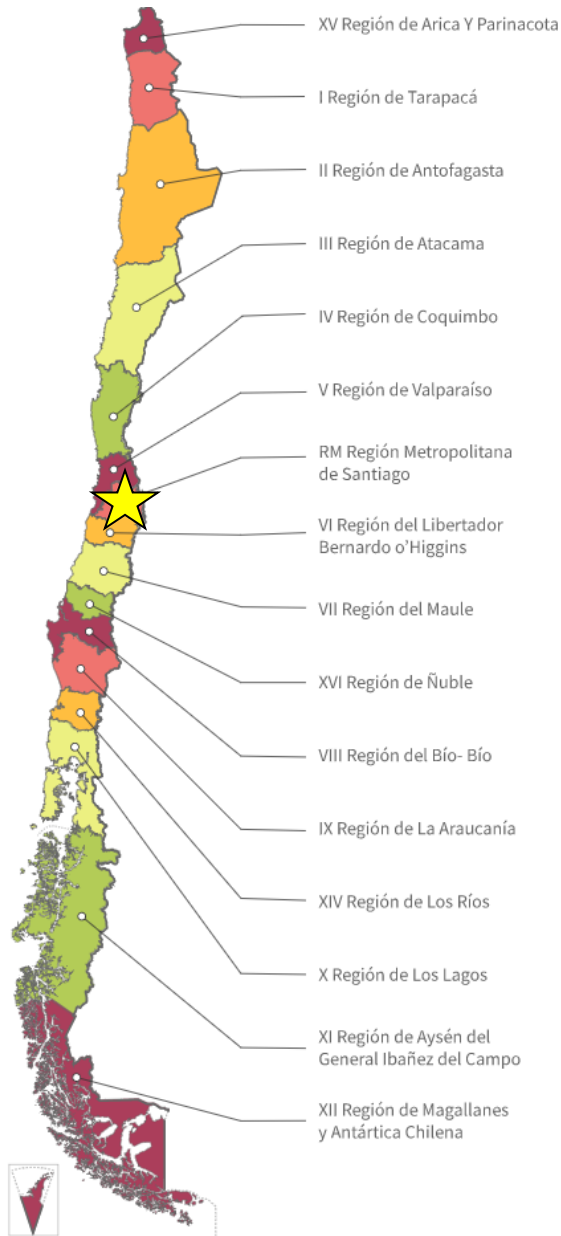 XV Región de Arica Y Parinacota
I Región de Tarapacá
II Región de Antofagasta
III Región de Atacama
IV Región de Coquimbo
V Región de Valparaíso
RM Región Metropolitana
de Santiago
VI Región del Libertador
Bernardo o’Higgins
VII Región del Maule
XVI Región de Ñuble
VIII Región del Bío- Bío
IX Región de La Araucanía
XIV Región de Los Ríos
X Región de Los Lagos
XI Región de Aysén del
General Ibañez del Campo
XII Región de Magallanes
y Antártica Chilena